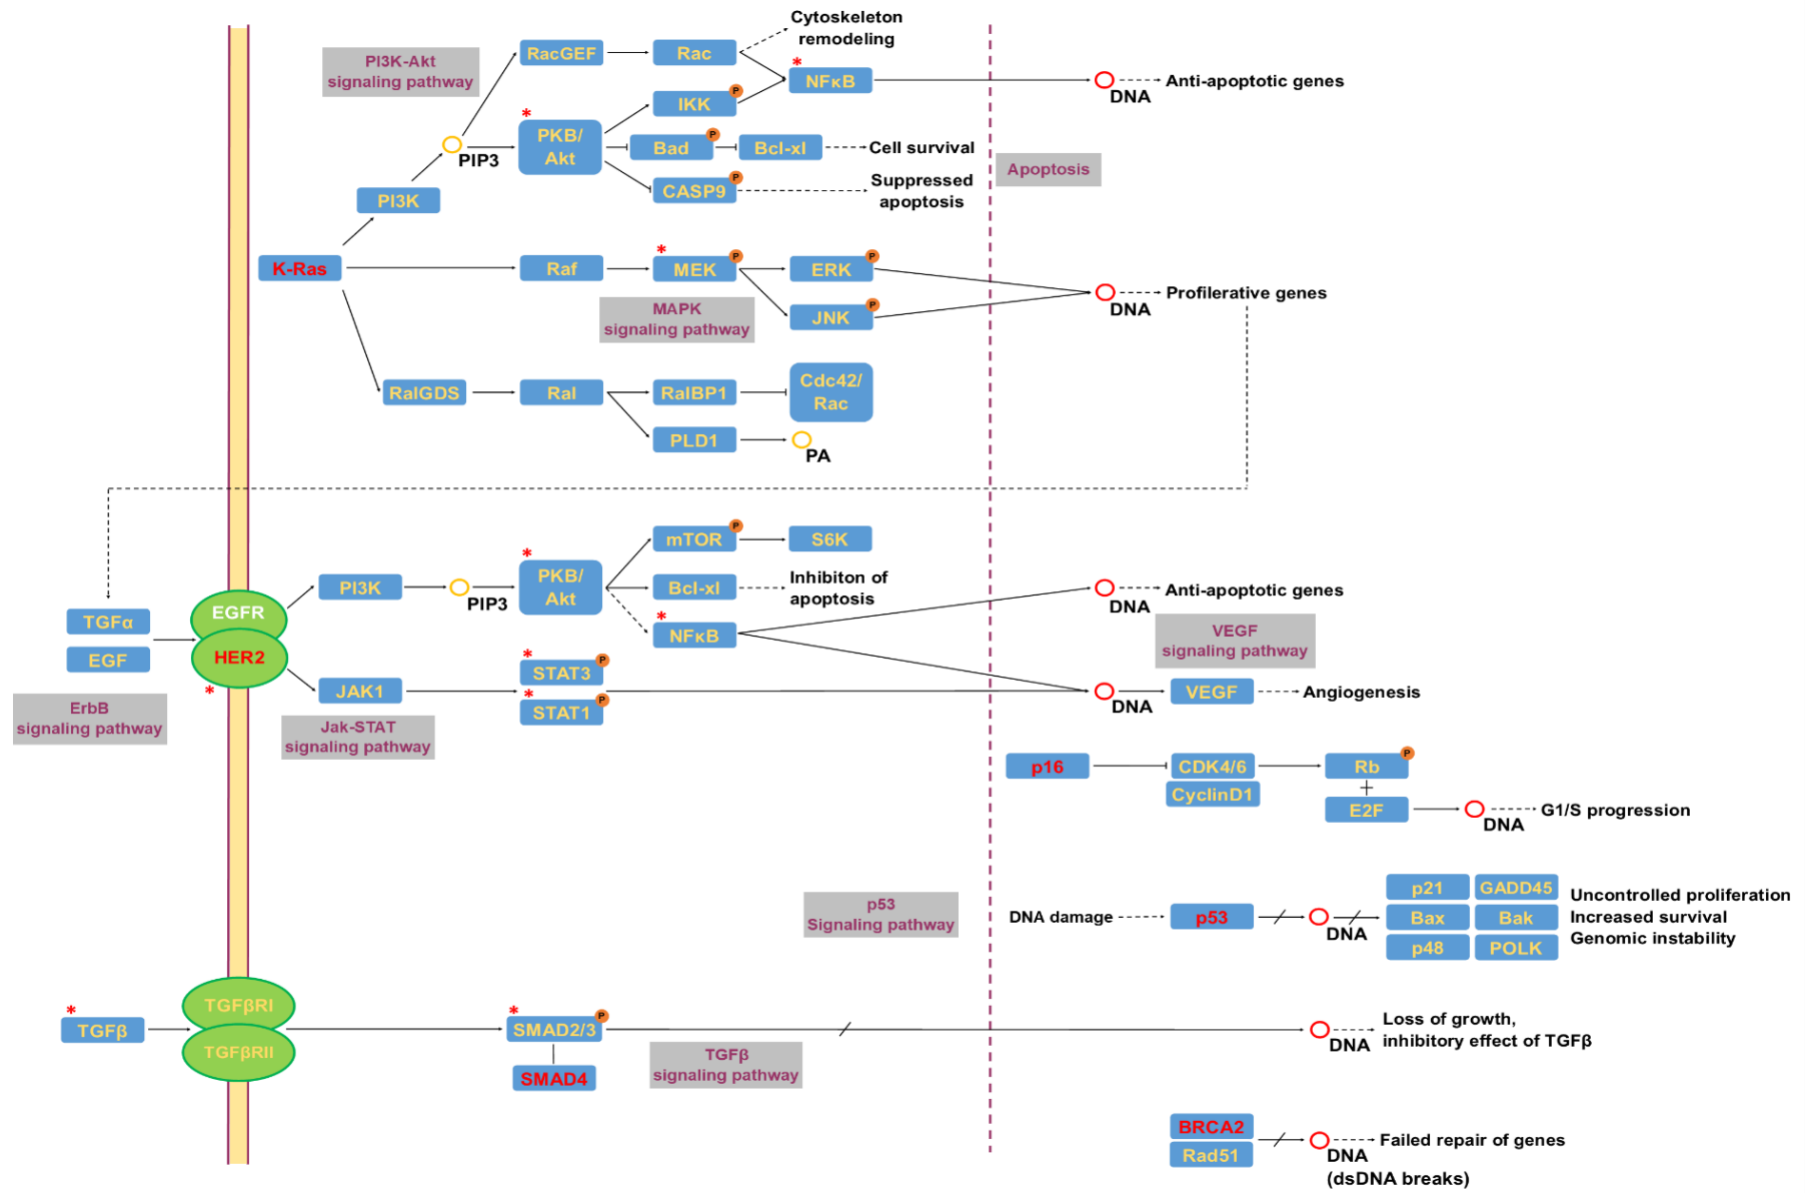 Cytoskeleton
remodeling
PI3K-Akt
signaling pathway
RacGEF
Rac
*
NFκB
DNA
Anti-apoptotic genes
P
IKK
*
PKB/
Akt
PIP3
P
Bad
Bcl-xl
Cell survival
P
CASP9
Suppressed
apoptosis
Apoptosis
PI3K
K-Ras
Raf
*
P
MEK
P
ERK
P
JNK
DNA
Profilerative genes
MAPK
signaling pathway
RalGDS
Ral
RalBP1
Cdc42/
Rac
PLD1
PA
P
mTOR
S6K
*
PKB/
Akt
PI3K
PIP3
Bcl-xl
Inhibiton of
apoptosis
*
NFκB
DNA
Anti-apoptotic genes
VEGF
signaling pathway
TGFα
EGF
EGFR
HER2
*
ErbB
signaling pathway
JAK1
Jak-STAT
signaling pathway
*
P
STAT3
*
P
STAT1
DNA
VEGF
Angiogenesis
p16
CDK4/6
CyclinD1
P
Rb
+
E2F
DNA
G1/S progression
p53
Signaling pathway
DNA damage
p53
DNA
p21
GADD45
Bax
Bak
p48
POLK
Uncontrolled proliferation
Increased survival
Genomic instability
*
TGFβ
TGFβRI
TGFβRII
*
P
SMAD2/3
SMAD4
TGFβ
signaling pathway
DNA
Loss of growth,
inhibitory effect of TGFβ
BRCA2
Rad51
DNA
(dsDNA breaks)
Failed repair of genes